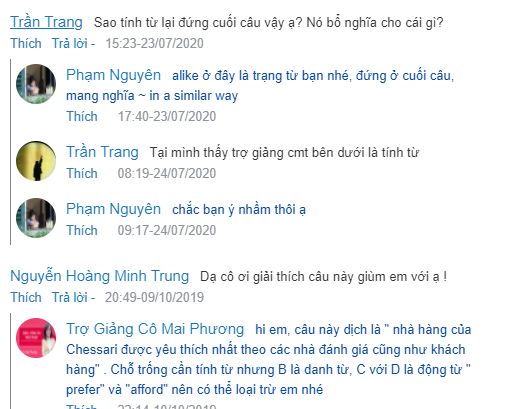 Trần Trang Sao tính từ lại đứng cuối câu vậy ạ? Nó bổ nghĩa cho cái gì?
Thích Trả lời - 15:23-23/07/2020
Phạm Nguyên alike ở đây là trạng từ bạn nhé, đứng ở cuối câu,
mang nghĩa ~ in a similar way
Thích 17:40-23/07/2020
Trần Trang Tại mình thấy trợ giảng cmt bên dưới là tính từ
Thích 08:19-24/07/2020
Phạm Nguyên chắc bạn ý nhầm thôi ạ
Thích 09:17-24/07/2020
Nguyễn Hoàng Minh Trung Dạ cô ơi giải thích câu này giùm em với ạ !
Thích Trả lời - 20:49-09/10/2019
Trợ Giảng Cô Mai Phương hi em, câu này dịch là " nhà hàng của
Chessari được yêu thích nhất theo các nhà đánh giá cũng như khách
hàng" . Chỗ trống cần tính từ nhưng B là danh từ, C với D là động từ "
prefer" và "afford" nên có thể loại trừ em nhé
Thích 22:14-10/10/2019